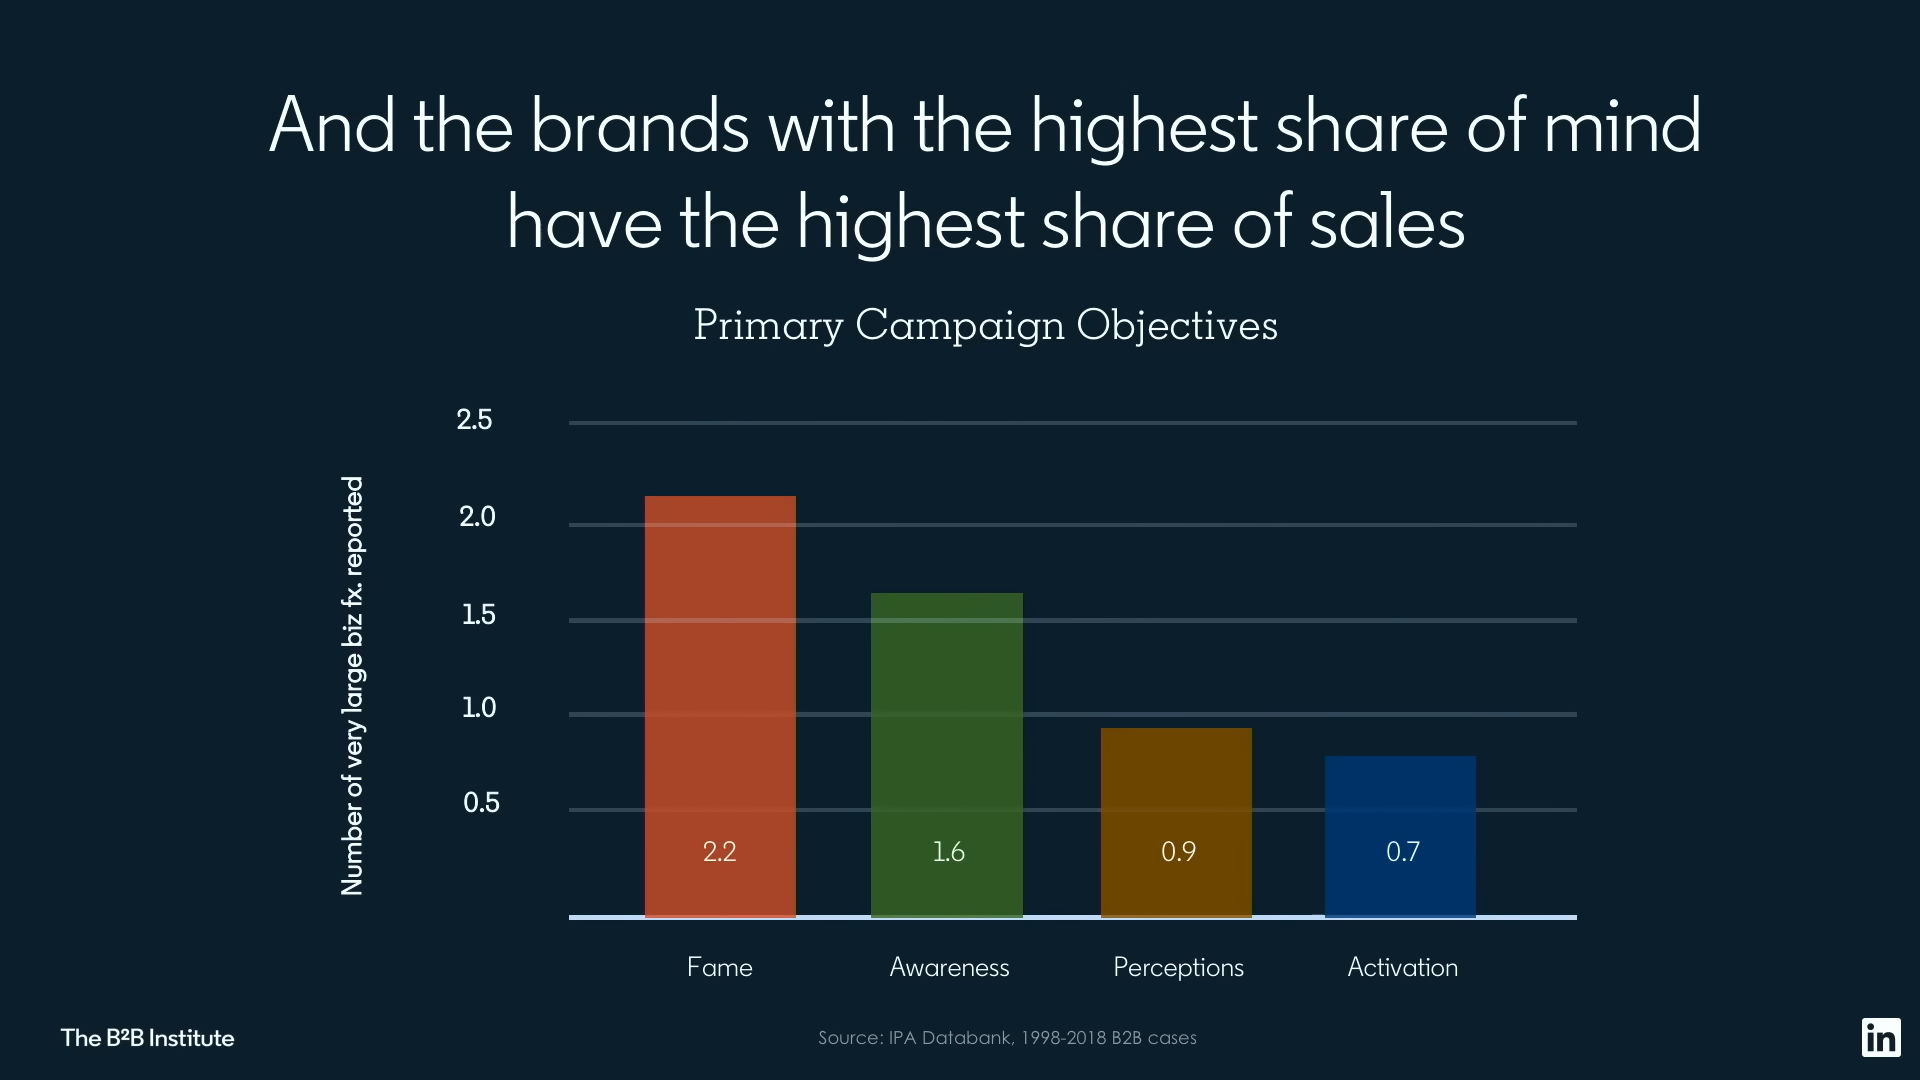 And the brands with the highest share of mind
have the highest share of sales
Primary Campaign Objectives
Number of very large biz fx. reported
2.5
2.0
1.5
1.0
0.5
2.2
1.6
0.9
0.7
Fame
Awareness
Perceptions
Activation
The B²B Institute
Source: IPA Databank, 1998-2018 B2B cases
in